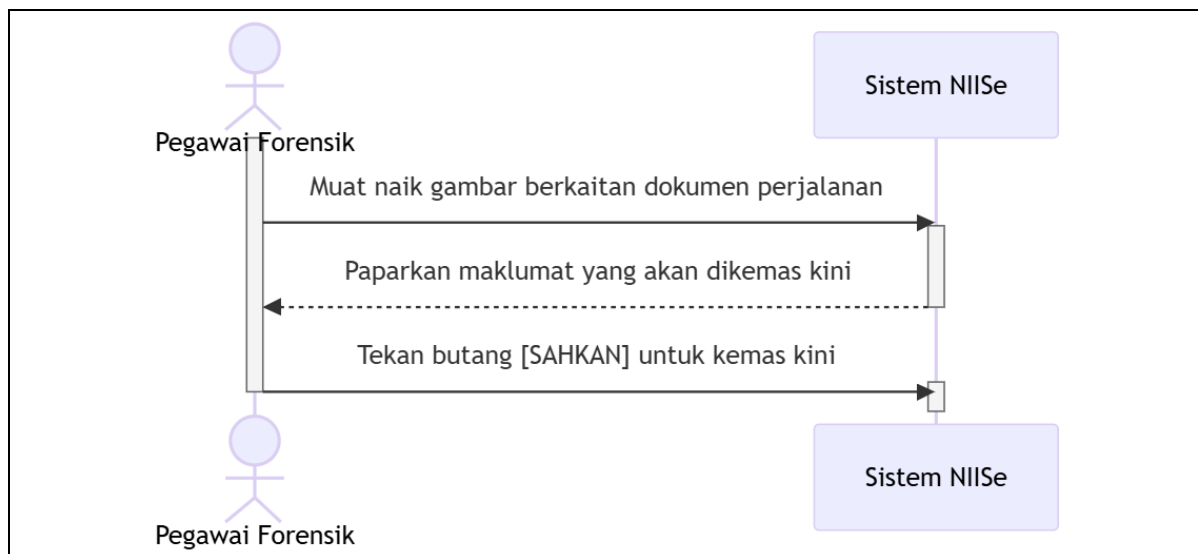 Sistem NIISe
Pegawai Forensik
Muat naik gambar berkaitan dokumen perjalanan
Paparkan maklumat yang akan dikemas kini
Tekan butang [SAHKAN] untuk kemas kini
Sistem NIISe
Pegawai Forensik